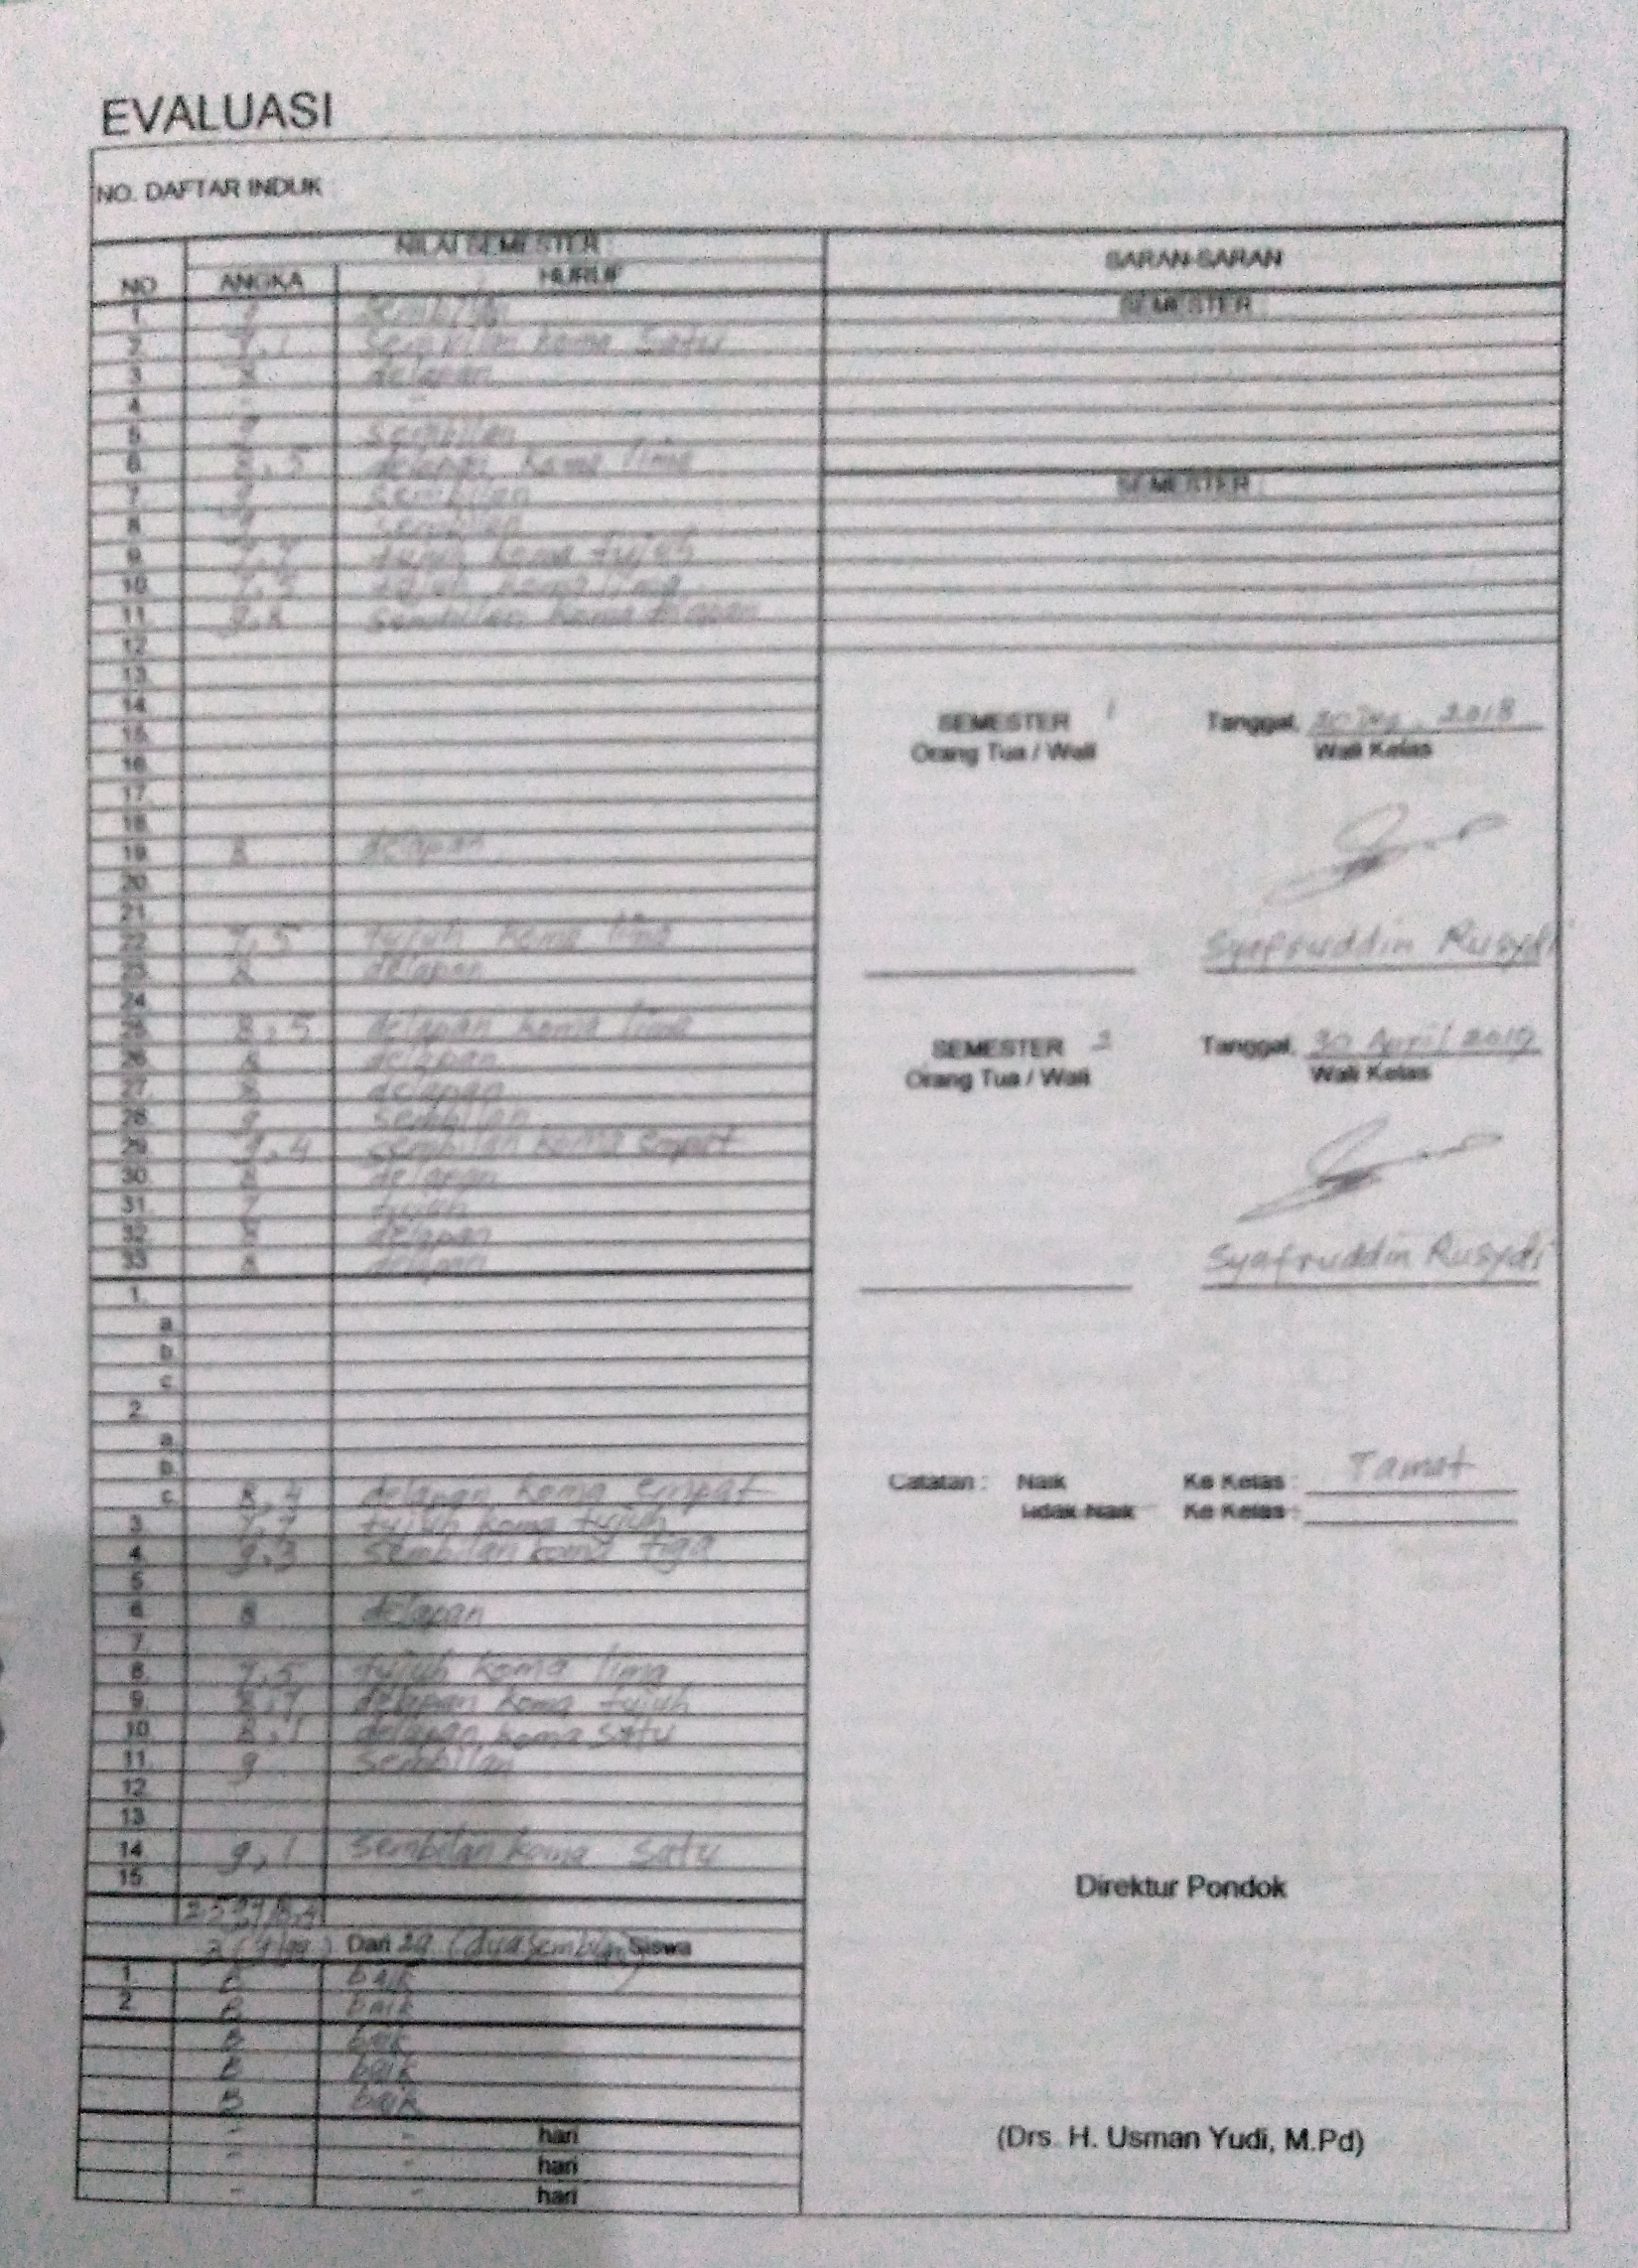 EVALUASI
NO. DAFTAR INDUK
NILAI SEMESTER :
NO ANGKA HURUF
1. 9 sembilan
2. 9,1 sembilan koma satu
3. 8 delapan
4. - -
5. 9 sembilan
6. 8,5 delapan koma lima
7. 9 sembilan
8. 9 sembilan
9. 7,7 tujuh koma tujuh
10. 7,5 tujuh koma lima
11. 9,8 sembilan koma delapan
12.
13.
14.
15.
16.
17.
18.
19. 8 delapan
20.
21.
22. 7,5 tujuh koma lima
23. 8 delapan
24.
25. 8,5 delapan koma lima
26. 8 delapan
27. 8 delapan
28. 9 sembilan
29. 9,4 sembilan koma empat
30. 8 delapan
31. 7 tujuh
32. 8 delapan
33. 8 delapan
1.
a.
b.
c.
2.
a.
b.
c. 8,4 delapan koma empat
3. 7,7 tujuh koma tujuh
4. 9,3 sembilan koma tiga
5.
6. 8 delapan
7.
8. 7,5 tujuh koma lima
9. 8,7 delapan koma tujuh
10. 8,1 delapan koma satu
11. 9 sembilan
12.
13.
14. 9,1 sembilan koma satu
15.
3 (tiga) Dari 29 (dua sembilan) Siswa
1. B baik
2. B baik
B baik
B baik
B baik
- - hari
- - hari
- - hari
SARAN-SARAN
SEMESTER :
SEMESTER :
SEMESTER 1 Tanggal, 2018
Orang Tua / Wali Wali Kelas
Syafruddin Rusydi
SEMESTER 2 Tanggal, 30 April 2019
Orang Tua / Wali Wali Kelas
Syafruddin Rusydi
Catatan : Naik Ke Kelas : Tamat
Tidak Naik Ke Kelas :
Direktur Pondok
(Drs. H. Usman Yudi, M.Pd)